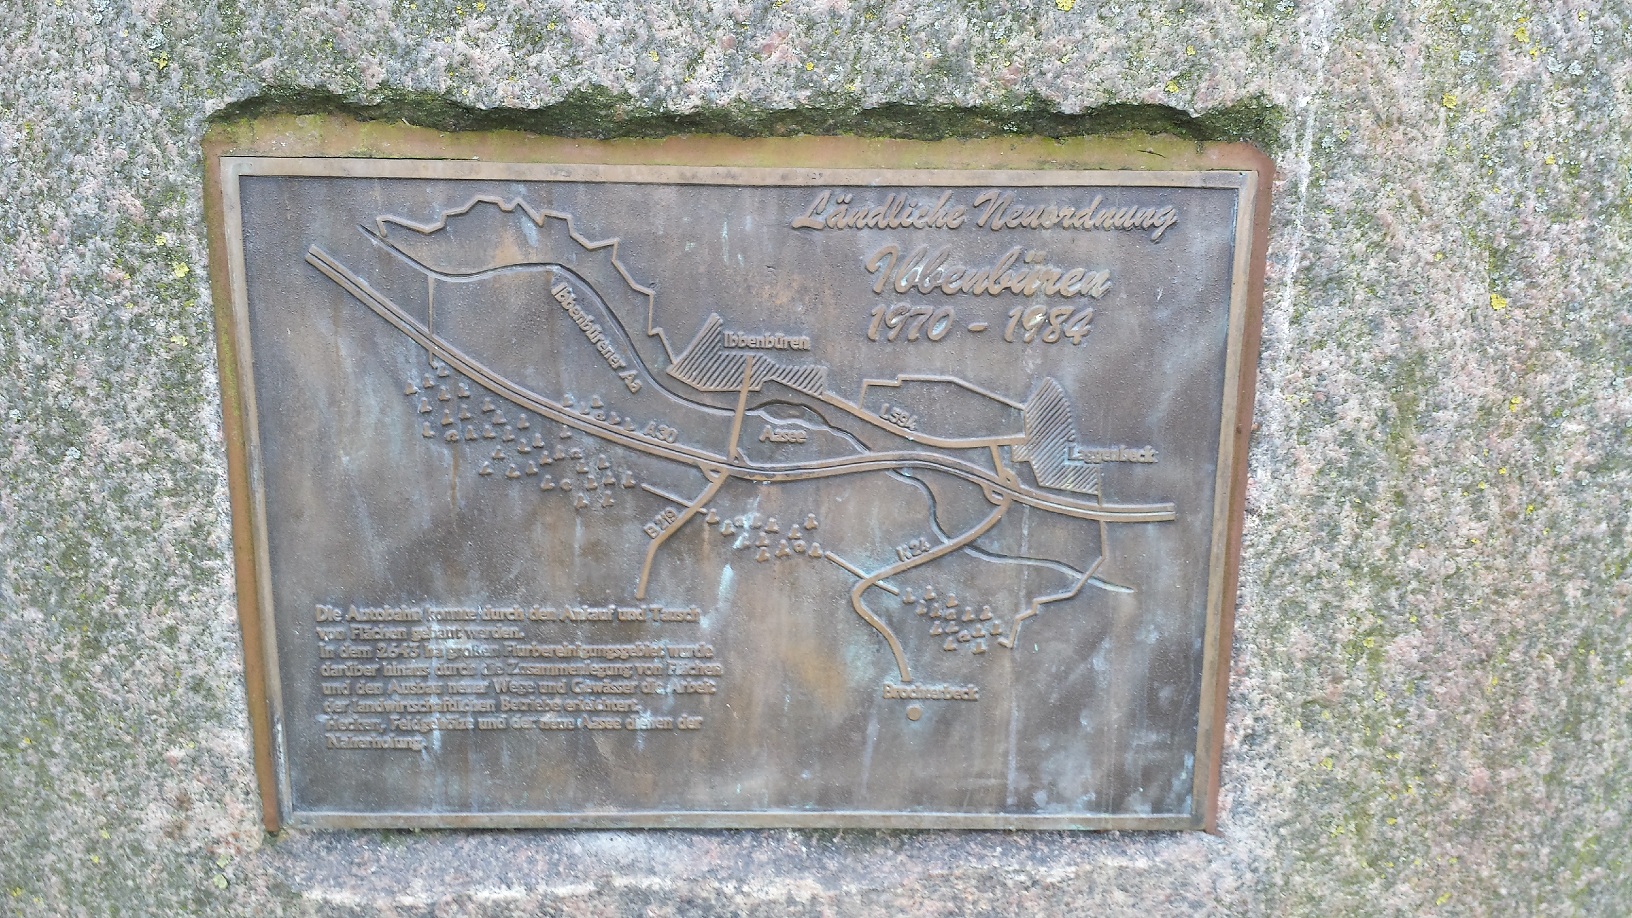 Ländliche Neuordnung
Ibbenbüren
1970 - 1984
Ibbenbüren
Ibbenbürener Aa
L594
A30
Aasee
Laggenbeck
B219
K24
Brochterbeck
Die Autobahn konnte durch den Ankauf und Tausch
von Flächen gebaut werden.
In dem 2643 ha großen Flurbereinigungsgebiet wurde
darüber hinaus durch die Zusammenlegung von Flächen
und den Ausbau neuer Wege und Gewässer die Arbeit
der landwirtschaftlichen Betriebe erleichtert.
Hecken, Feldgehölze und der Aasee dienen der
Naherholung.